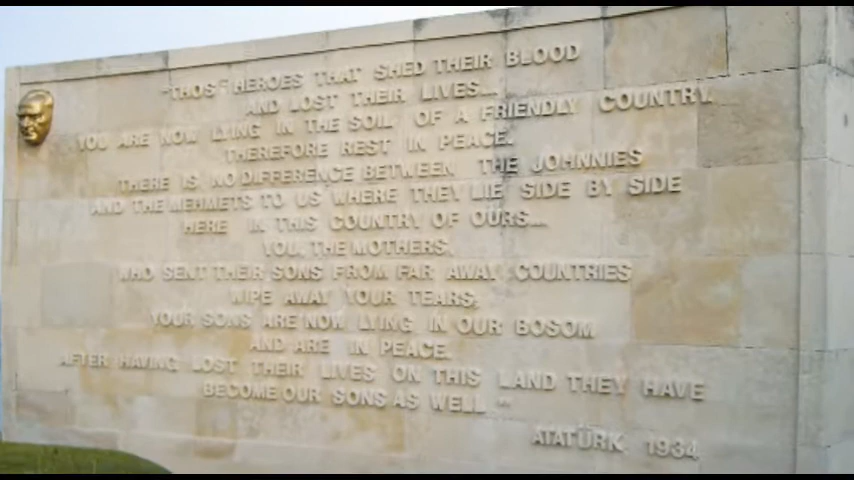 "THOS' HEROES THAT SHED THEIR BLOOD
AND LOST THEIR LIVES...
YOU ARE NOW LYING IN THE SOIL OF A FRIENDLY COUNTRY.
THEREFORE REST IN PEACE.
THERE IS NO DIFFERENCE BETWEEN THE JOHNNIES
AND THE MEHMETS TO US WHERE THEY LIE SIDE BY SIDE
HERE IN THIS COUNTRY OF OURS...
YOU, THE MOTHERS,
WHO SENT THEIR SONS FROM FAR AWAY COUNTRIES
WIPE AWAY YOUR TEARS;
YOUR SONS ARE NOW LYING IN OUR BOSOM
AND ARE IN PEACE.
AFTER HAVING LOST THEIR LIVES ON THIS LAND THEY HAVE
BECOME OUR SONS AS WELL"
ATATÜRK, 1934